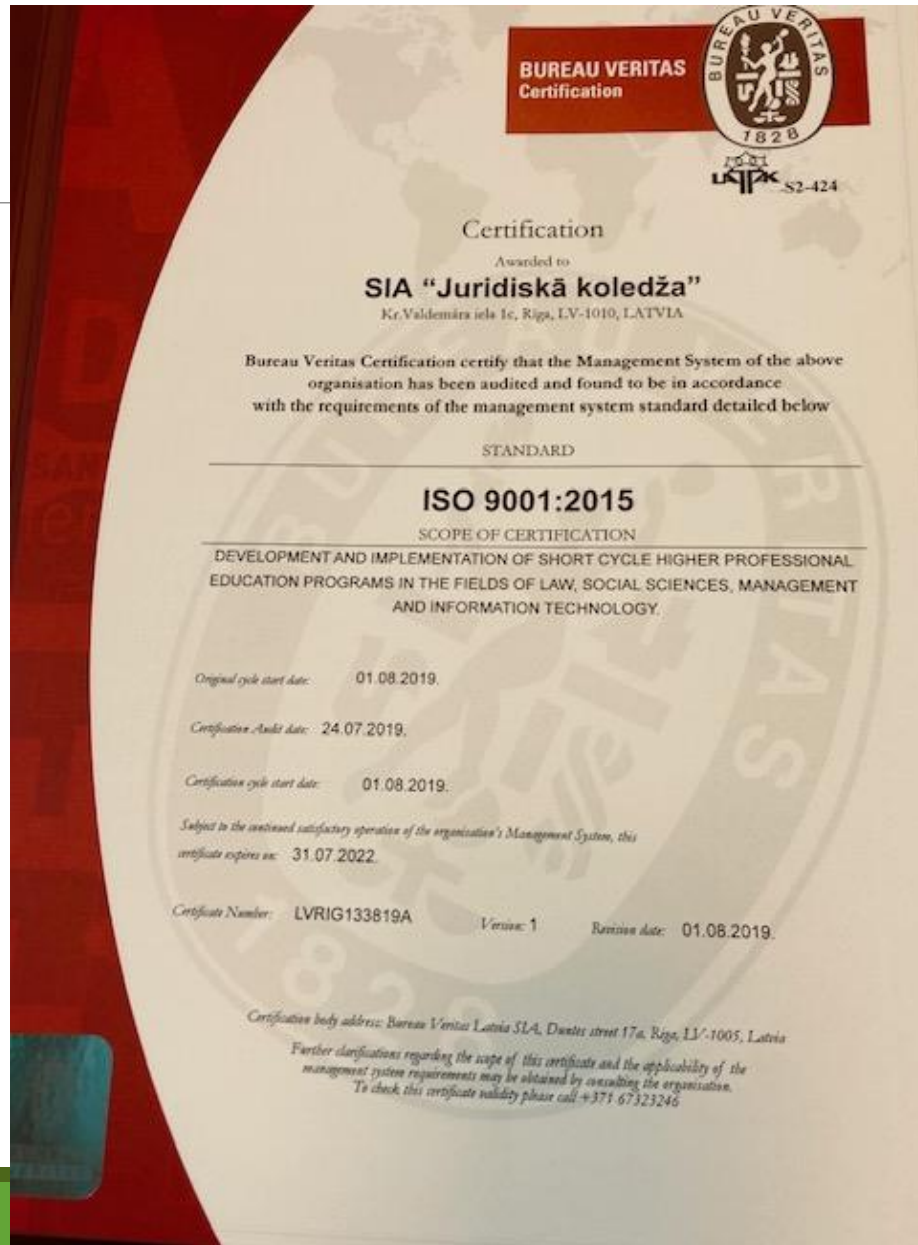 BUREAU VERITAS
Certification
BUREAU VERITAS
1828
LATAK
S2-424
Certification
Awarded to
SIA “Juridiskā koledža”
Kr.Valdemāra iela 1c, Rīga, LV-1010, LATVIA
Bureau Veritas Certification certify that the Management System of the above
organisation has been audited and found to be in accordance
with the requirements of the management system standard detailed below
STANDARD
ISO 9001:2015
SCOPE OF CERTIFICATION
DEVELOPMENT AND IMPLEMENTATION OF SHORT CYCLE HIGHER PROFESSIONAL
EDUCATION PROGRAMS IN THE FIELDS OF LAW, SOCIAL SCIENCES, MANAGEMENT
AND INFORMATION TECHNOLOGY.
Original cycle start date: 01.08.2019.
Certification Audit date: 24.07.2019.
Certification cycle start date: 01.08.2019.
Subject to the continued satisfactory operation of the organisation's Management System, this
certificate expires on: 31.07.2022.
Certificate Number: LVRIG133819A Version: 1 Revision date: 01.08.2019.
Certification body address: Bureau Veritas Latvia SIA, Duntes street 17a, Riga, LV-1005, Latvia
Further clarifications regarding the scope of this certificate and the applicability of the
management system requirements may be obtained by consulting the organisation.
To check this certificate validity please call +371 67323246